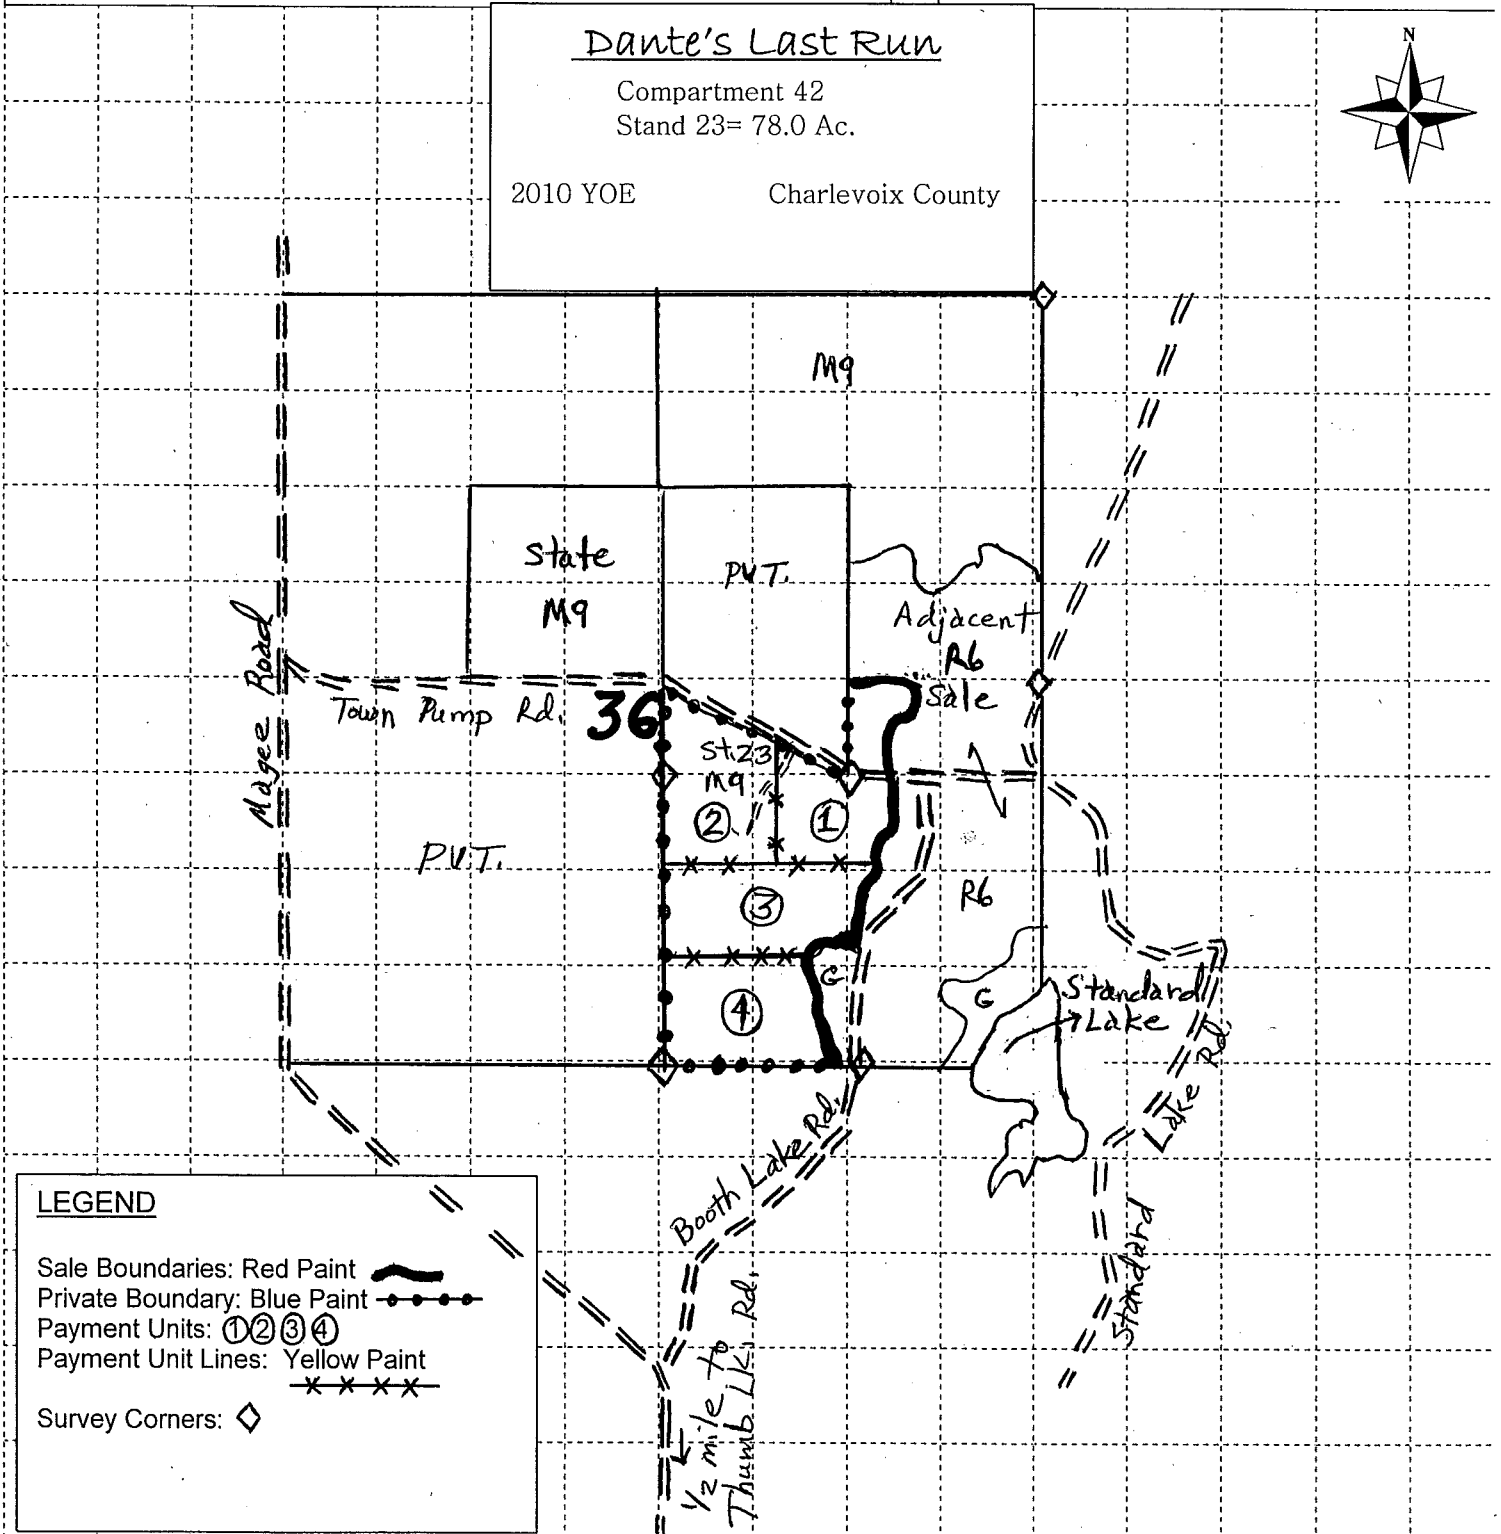 Dante's Last Run
Compartment 42
Stand 23= 78.0 Ac.
2010 YOE Charlevoix County
N
M9
State
M9
PVT.
Adjacent
R6
Sale
Magee Road
Town Pump Rd.
36
St.23
M9
2
1
PVT.
3
R6
G
4
G
Standard
Lake
Standard Lake Rd.
Booth Lake Rd.
1/2 mile to
Thumb LK. Rd.
LEGEND
Sale Boundaries: Red Paint
Private Boundary: Blue Paint
Payment Units: 1 2 3 4
Payment Unit Lines: Yellow Paint
Survey Corners: